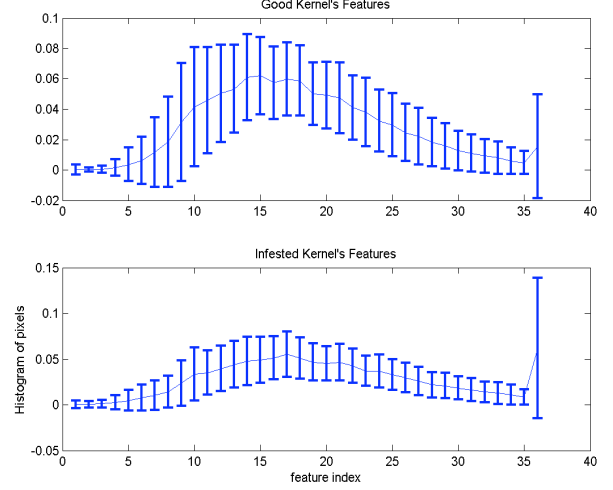 Good Kernel's Features
0.1
0.08
0.06
0.04
0.02
0
-0.02
0 5 10 15 20 25 30 35 40
Infested Kernel's Features
0.15
0.1
0.05
0
-0.05
Histogram of pixels
0 5 10 15 20 25 30 35 40
feature index